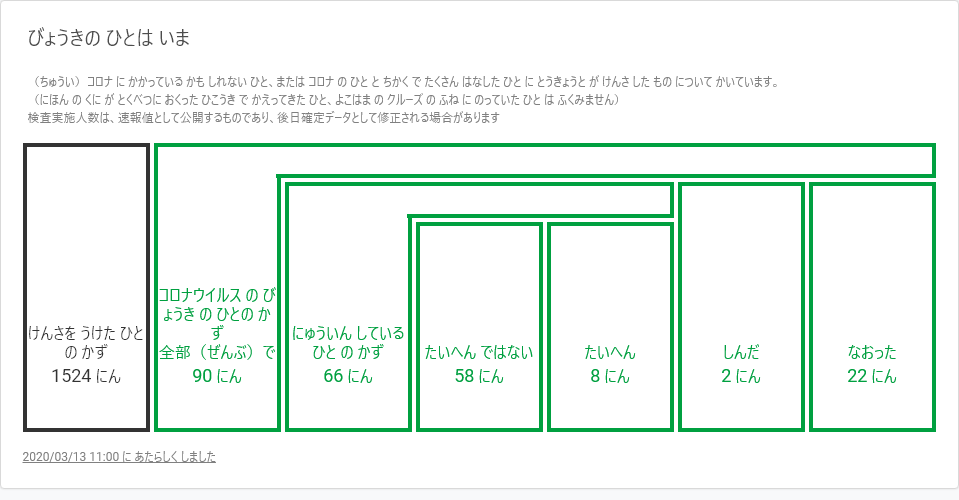 びょうきの ひとは いま
（ちゅうい）コロナ に かかっている かも しれない ひと、または コロナ の ひと と ちかく で たくさん はなした ひと に とうきょうと が けんさ した もの について かいています。
（にほん の くに が とくべつに おくった ひこうき で かえってきた ひと、よこはま の クルーズ の ふね に のっていた ひと は ふくみません）
検査実施人数は、速報値として公開するものであり、後日確定データとして修正される場合があります
けんさを うけた ひと
の かず
1524 にん
コロナウイルス の び
ょうき の ひとの か
ず
全部（ぜんぶ）で
90 にん
にゅういん している
ひと の かず
66 にん
たいへん ではない
58 にん
たいへん
8 にん
しんだ
2 にん
なおった
22 にん
2020/03/13 11:00 に あたらしく しました